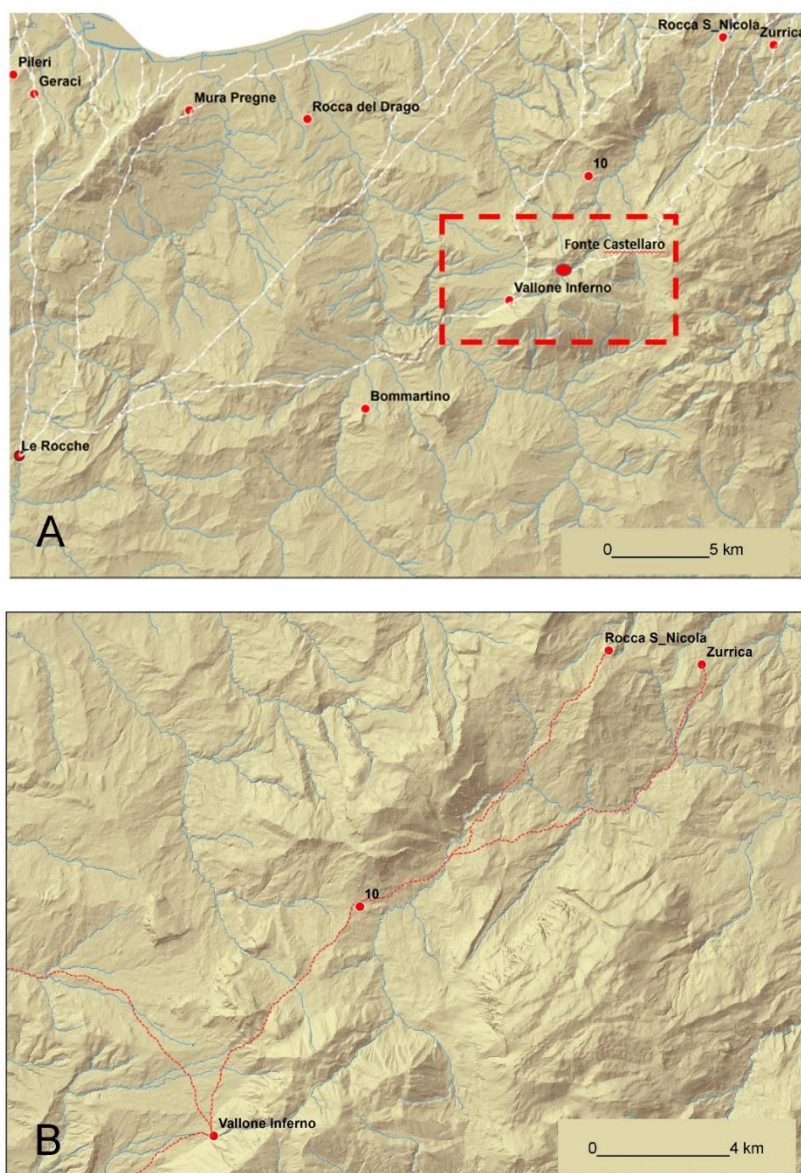 Rocca S_Nicola
Zurrica
Pileri
Geraci
Mura Pregne
Rocca del Drago
10
Fonte Castellaro
Vallone Inferno
Bommartino
Le Rocche
A
0 5 km
Rocca S_Nicola
Zurrica
10
Vallone Inferno
B
0 4 km